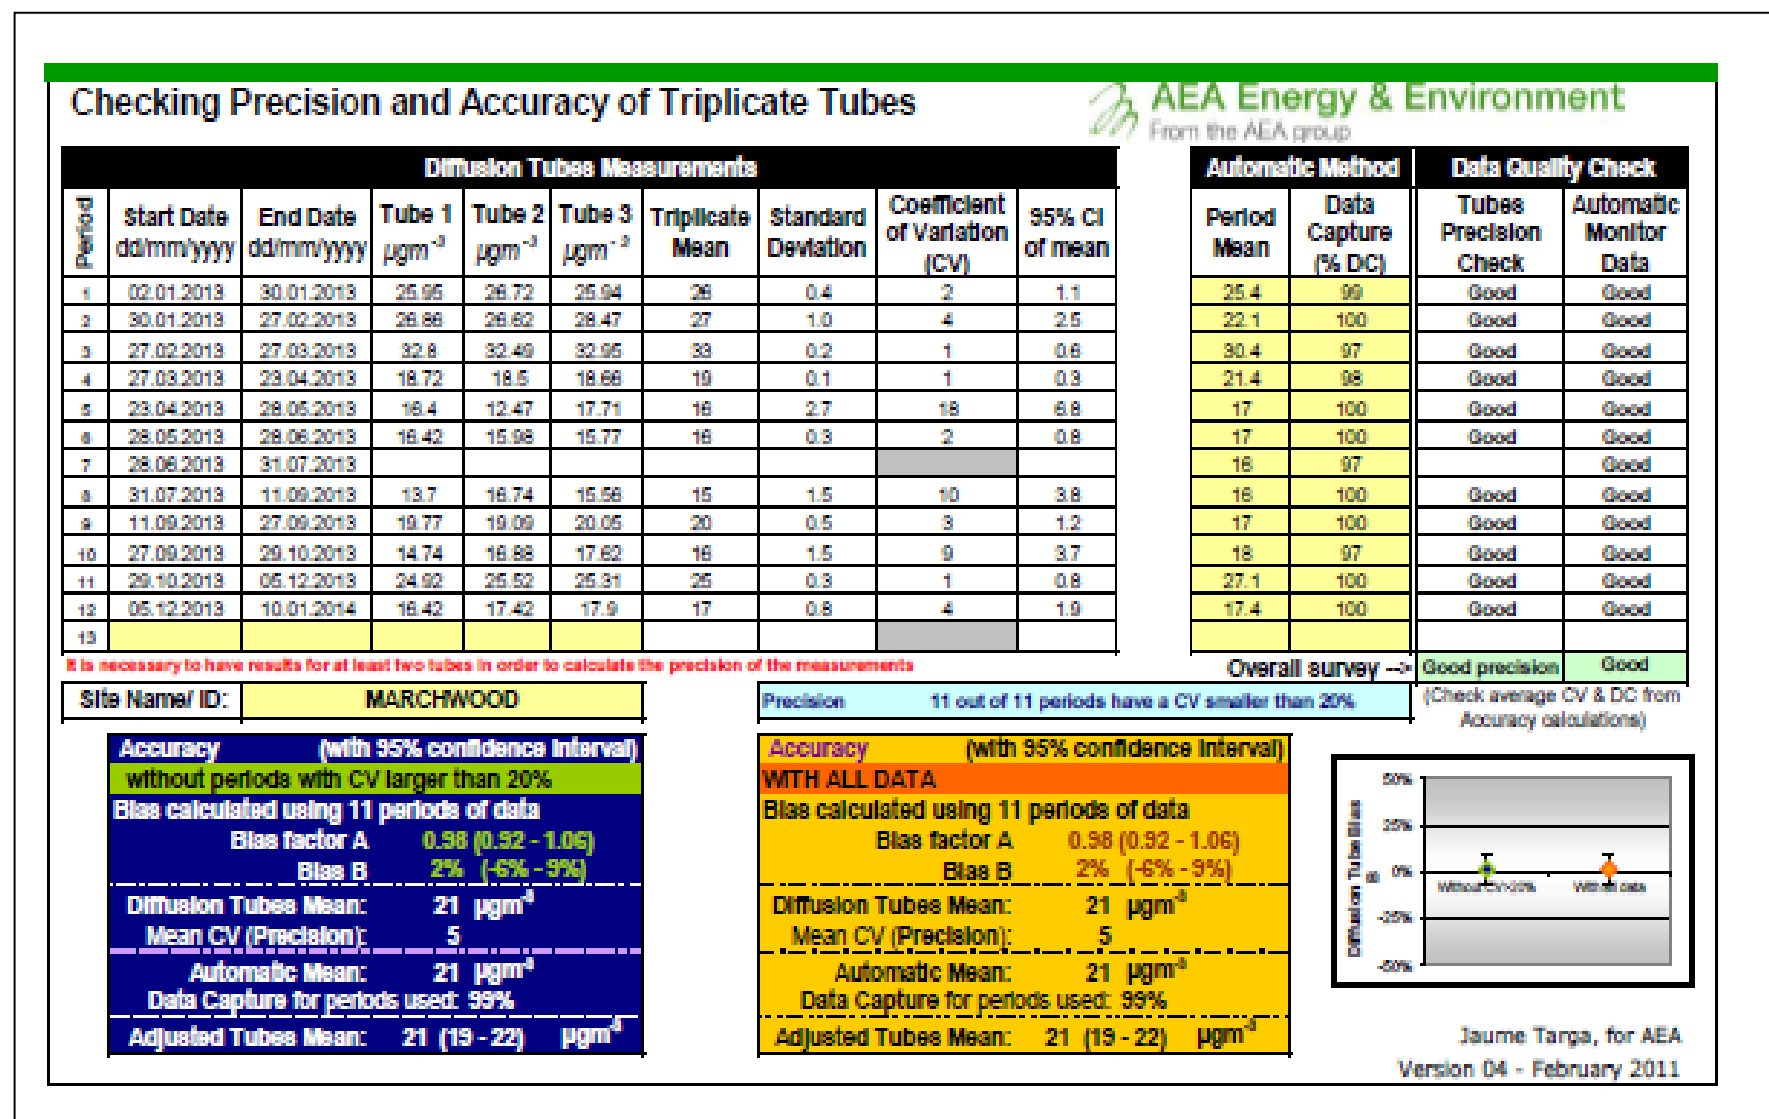 Checking Precision and Accuracy of Triplicate Tubes
AEA Energy & Environment
From the AEA group
Diffusion Tubes Measurements
Automatic Method
Data Quality Check
Period
Start Date dd/mm/yyyy
End Date dd/mm/yyyy
Tube 1 µgm-3
Tube 2 µgm-3
Tube 3 µgm-3
Triplicate Mean
Standard Deviation
Coefficient of Variation (CV)
95% CI of mean
Period Mean
Data Capture (% DC)
Tubes Precision Check
Automatic Monitor Data
1 02.01.2013 30.01.2013 25.95 26.72 25.94 26 0.4 2 1.1 25.4 99 Good Good
2 30.01.2013 27.02.2013 26.86 26.62 28.47 27 1.0 4 2.5 22.1 100 Good Good
3 27.02.2013 27.03.2013 32.8 32.49 32.95 33 0.2 1 0.6 30.4 97 Good Good
4 27.03.2013 23.04.2013 18.72 18.5 18.66 19 0.1 1 0.3 21.4 98 Good Good
5 23.04.2013 28.05.2013 16.4 12.47 17.71 16 2.7 18 6.8 17 100 Good Good
6 28.05.2013 28.06.2013 16.42 15.98 15.77 16 0.3 2 0.8 17 100 Good Good
7 28.06.2013 31.07.2013 16 97 Good
8 31.07.2013 11.09.2013 13.7 16.74 15.56 15 1.5 10 3.8 16 100 Good Good
9 11.09.2013 27.09.2013 19.77 19.09 20.05 20 0.5 3 1.2 17 100 Good Good
10 27.09.2013 29.10.2013 14.74 16.88 17.62 16 1.5 9 3.7 18 97 Good Good
11 29.10.2013 05.12.2013 24.92 25.52 25.31 25 0.3 1 0.8 27.1 100 Good Good
12 05.12.2013 10.01.2014 16.42 17.42 17.9 17 0.8 4 1.9 17.4 100 Good Good
13
It is necessary to have results for at least two tubes in order to calculate the precision of the measurements
Overall survey --> Good precision Good
Site Name/ ID: MARCHWOOD
Precision 11 out of 11 periods have a CV smaller than 20%
(Check average CV & DC from
Accuracy calculations)
Accuracy (with 95% confidence interval)
without periods with CV larger than 20%
Bias calculated using 11 periods of data
Bias factor A 0.98 (0.92 - 1.06)
Bias B 2% (-6% - 9%)
Diffusion Tubes Mean: 21 µgm-3
Mean CV (Precision): 5
Automatic Mean: 21 µgm-3
Data Capture for periods used: 99%
Adjusted Tubes Mean: 21 (19 - 22) µgm-3
Accuracy (with 95% confidence interval)
WITH ALL DATA
Bias calculated using 11 periods of data
Bias factor A 0.98 (0.92 - 1.06)
Bias B 2% (-6% - 9%)
Diffusion Tubes Mean: 21 µgm-3
Mean CV (Precision): 5
Automatic Mean: 21 µgm-3
Data Capture for periods used: 99%
Adjusted Tubes Mean: 21 (19 - 22) µgm-3
Diffusion Tube Bias B
50%
25%
0%
-25%
-50%
Without CV>20%
With all data
Jaume Targa, for AEA
Version 04 - February 2011